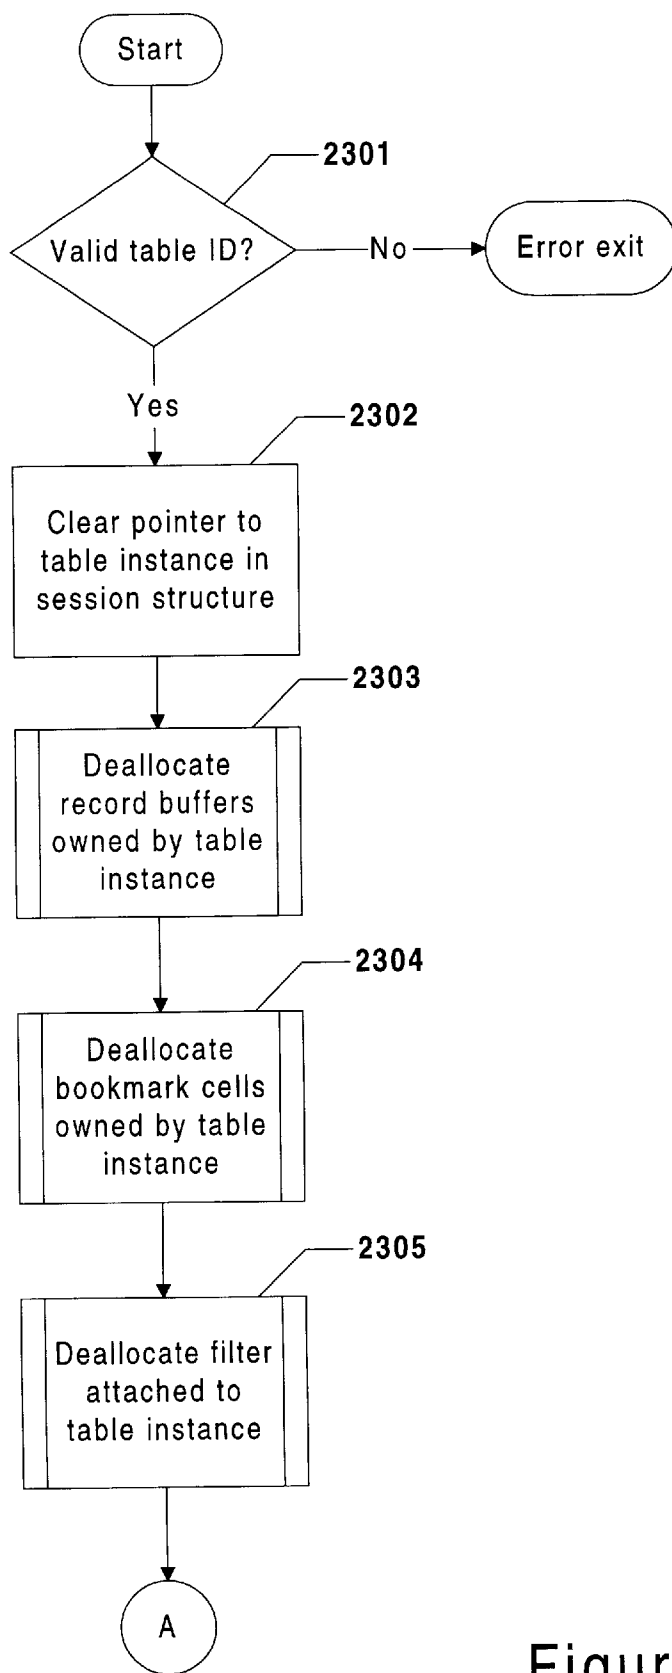 Start
2301
Valid table ID?
No
Error exit
Yes
2302
Clear pointer to
table instance in
session structure
2303
Deallocate
record buffers
owned by table
instance
2304
Deallocate
bookmark cells
owned by table
instance
2305
Deallocate filter
attached to
table instance
A